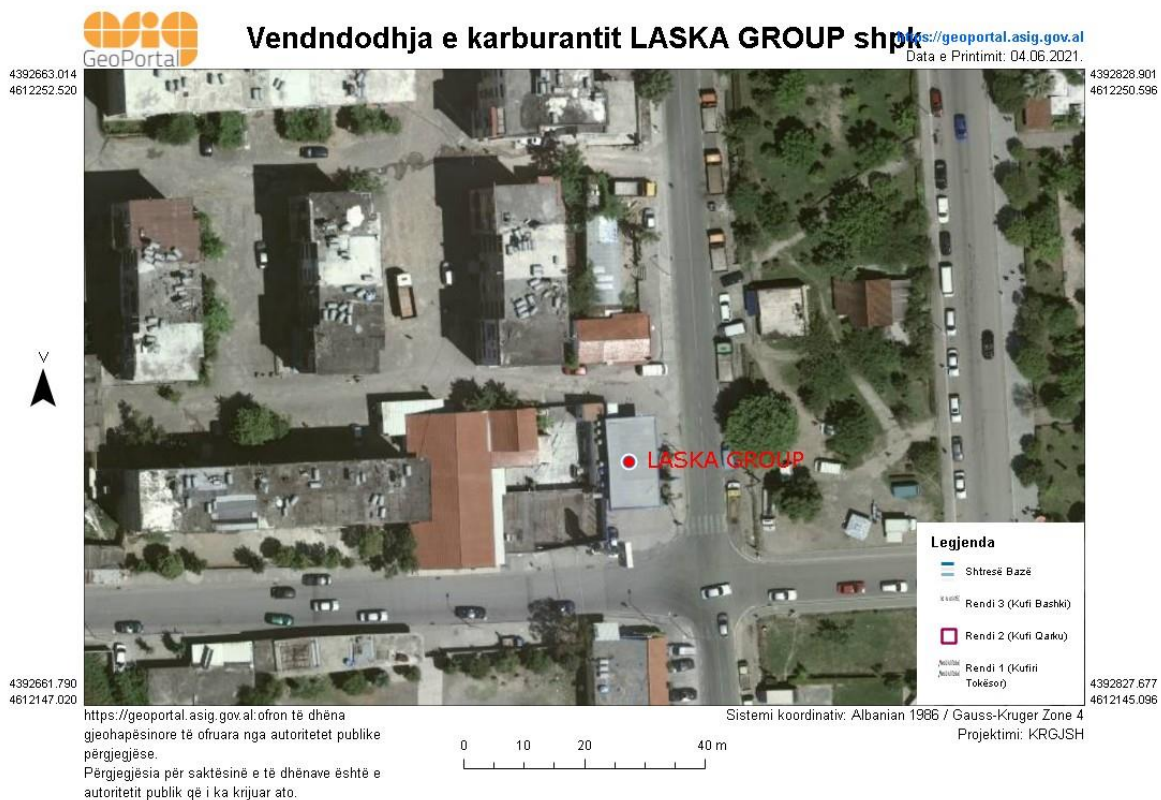 asig
GeoPortal
Vendndodhja e karburantit LASKA GROUP shpk
https://geoportal.asig.gov.al
Data e Printimit: 04.06.2021.
4392663.014
4612252.520
4392828.901
4612250.596
V
LASKA GROUP
Legjenda
Shtresë Bazë
Rendi 3 (Kufi Bashki)
Rendi 2 (Kufi Qarku)
Rendi 1 (Kufiri
Tokësor)
4392661.790
4612147.020
4392827.677
4612145.096
https://geoportal.asig.gov.al:ofron të dhëna
gjeohapësinore të ofruara nga autoritetet publike
përgjegjëse.
Përgjegjësia për saktësinë e të dhënave është e
autoritetit publik që i ka krijuar ato.
0 10 20 40 m
Sistemi koordinativ: Albanian 1986 / Gauss-Kruger Zone 4
Projektimi: KRGJSH